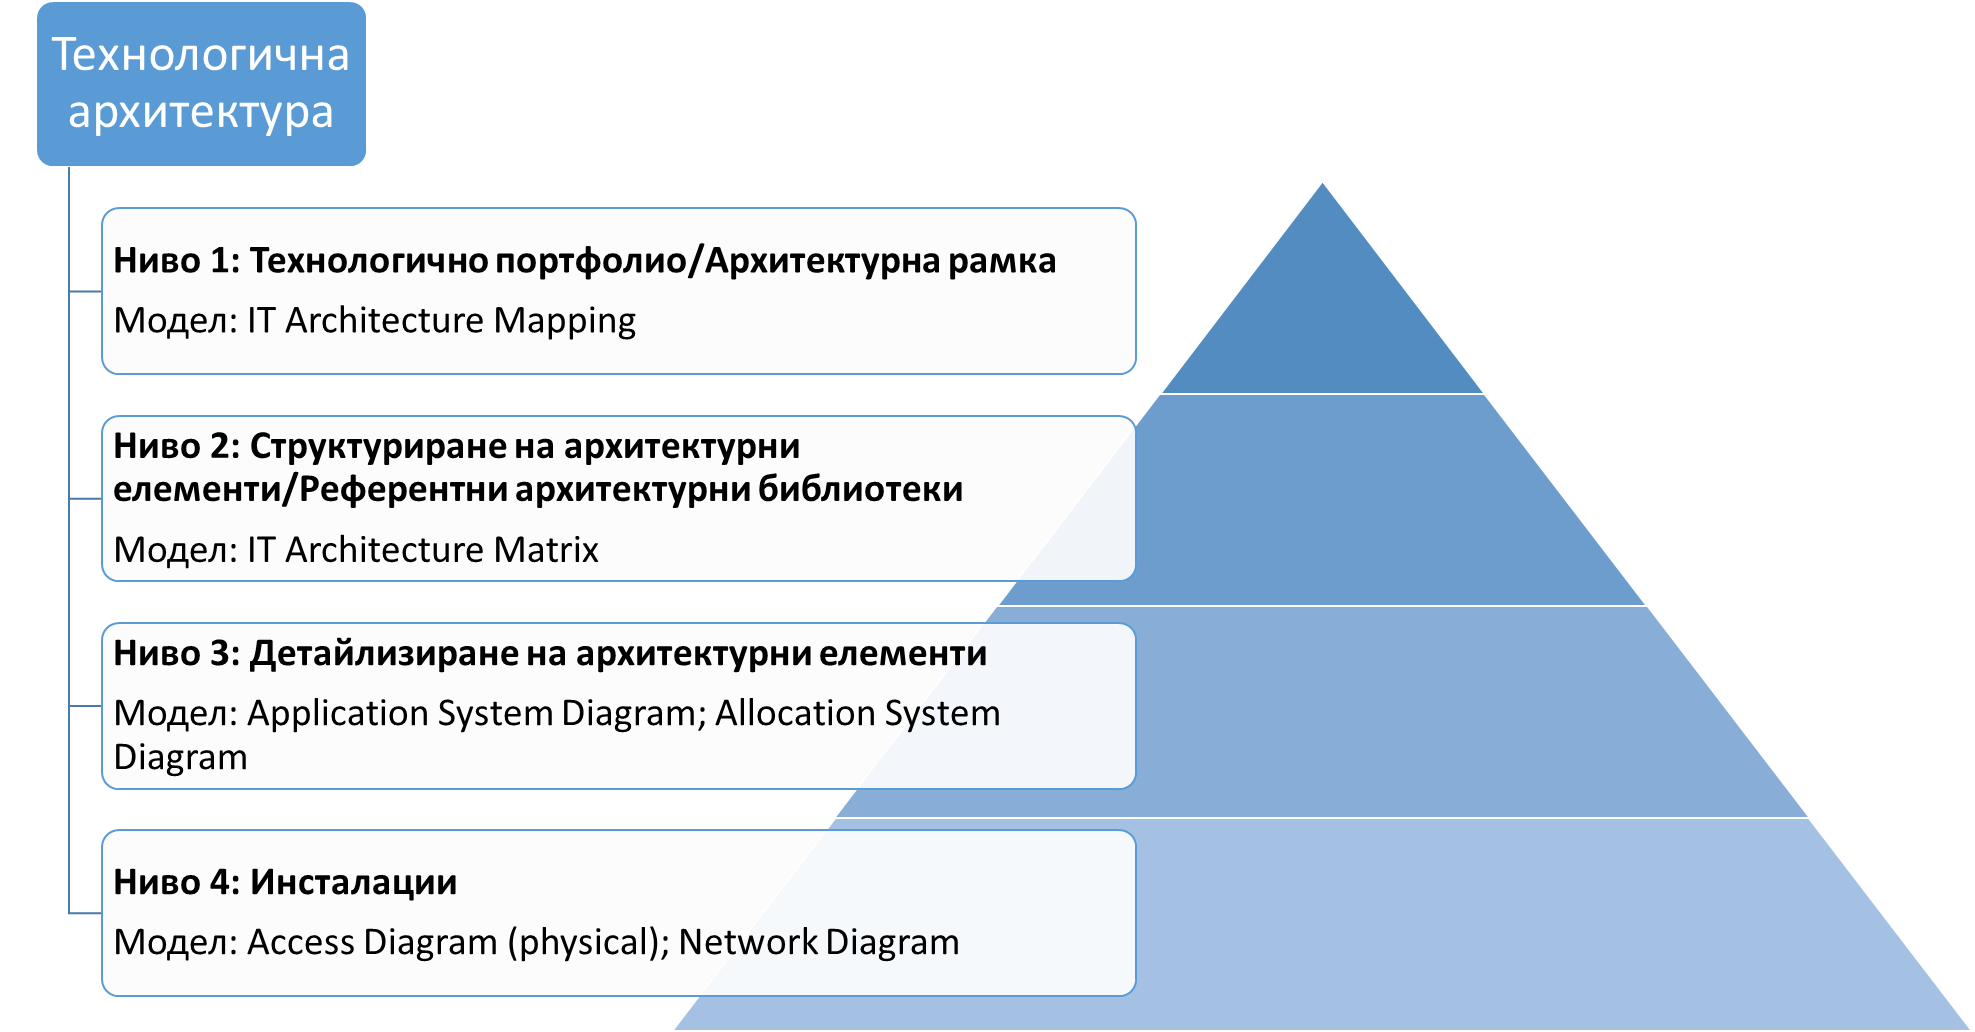 Технологична
архитектура
Ниво 1: Технологично портфолио/Архитектурна рамка
Модел: IT Architecture Mapping
Ниво 2: Структуриране на архитектурни
елементи/Референтни архитектурни библиотеки
Модел: IT Architecture Matrix
Ниво 3: Детайлизиране на архитектурни елементи
Модел: Application System Diagram; Allocation System
Diagram
Ниво 4: Инсталации
Модел: Access Diagram (physical); Network Diagram